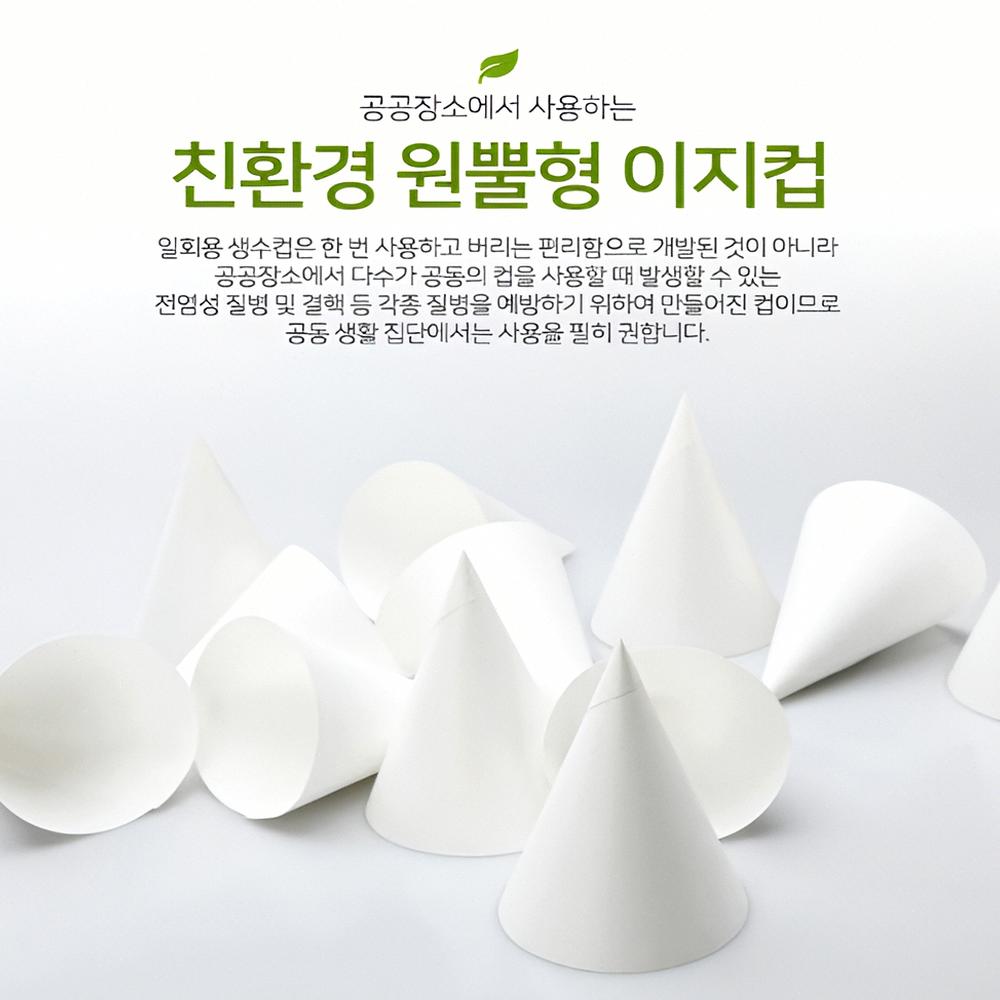 공공장소에서 사용하는
친환경 원뿔형 이지컵
일회용 생수컵은 한 번 사용하고 버리는 편리함으로 개발된 것이 아니라
공공장소에서 다수가 공동의 컵을 사용할 때 발생할 수 있는
전염성 질병 및 결핵 등 각종 질병을 예방하기 위하여 만들어진 컵이므로
공동 생활 집단에서는 사용을 필히 권합니다.